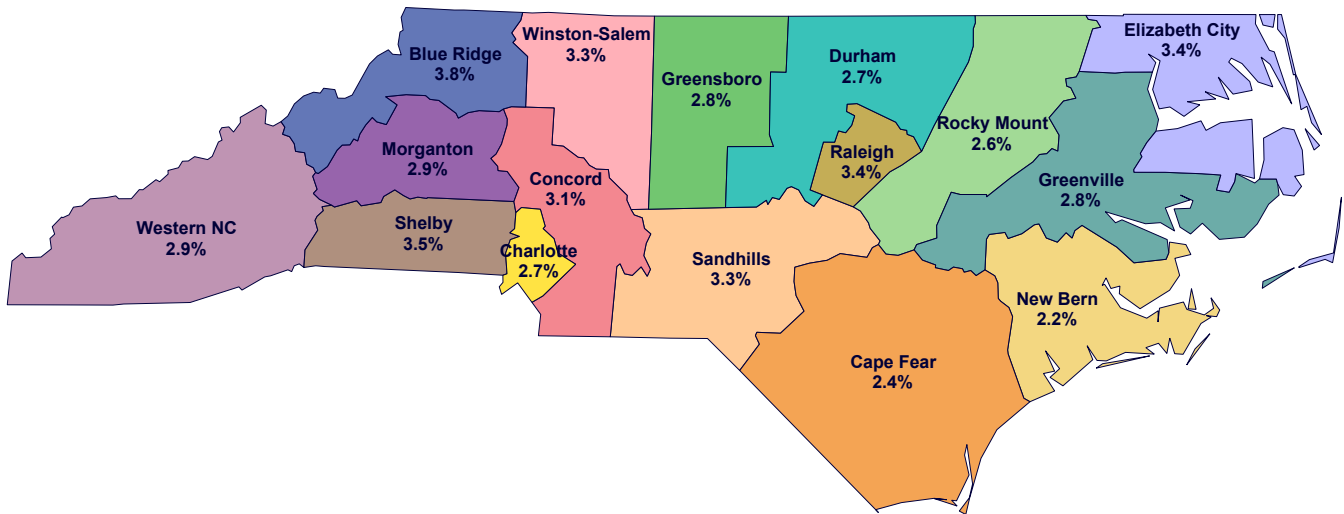 Blue Ridge
3.8%
Winston-Salem
3.3%
Greensboro
2.8%
Durham
2.7%
Elizabeth City
3.4%
Rocky Mount
2.6%
Raleigh
3.4%
Morganton
2.9%
Concord
3.1%
Greenville
2.8%
Western NC
2.9%
Shelby
3.5%
Charlotte
2.7%
Sandhills
3.3%
New Bern
2.2%
Cape Fear
2.4%